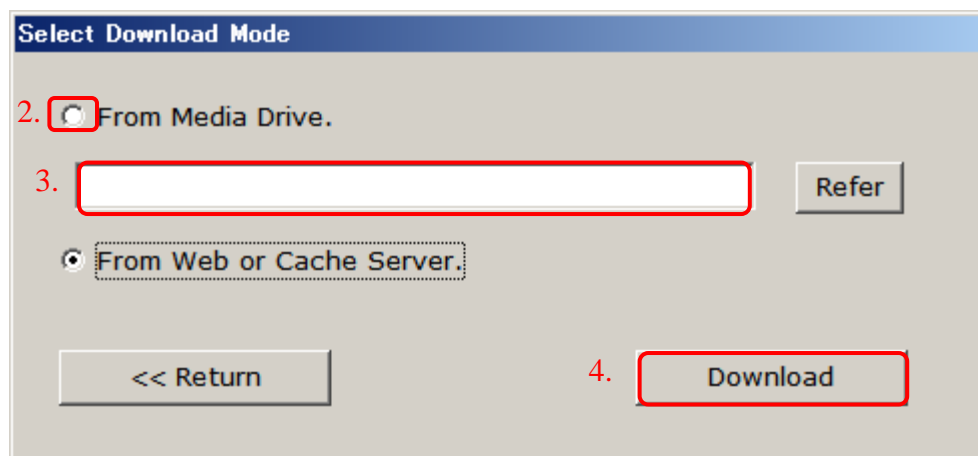 Select Download Mode
2. From Media Drive.
3. Refer
From Web or Cache Server.
<< Return 4. Download